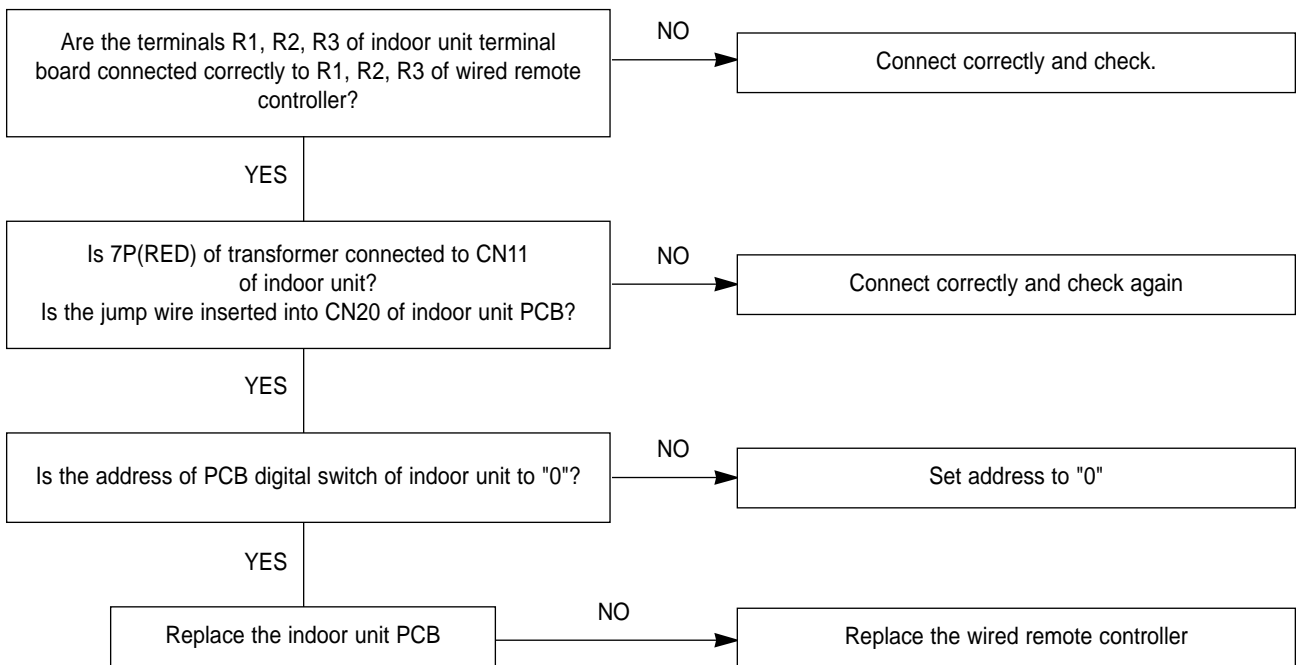 Are the terminals R1, R2, R3 of indoor unit terminal
board connected correctly to R1, R2, R3 of wired remote
controller?
NO
Connect correctly and check.
YES
Is 7P(RED) of transformer connected to CN11
of indoor unit?
Is the jump wire inserted into CN20 of indoor unit PCB?
NO
Connect correctly and check again
YES
Is the address of PCB digital switch of indoor unit to "0"?
NO
Set address to "0"
YES
Replace the indoor unit PCB
NO
Replace the wired remote controller